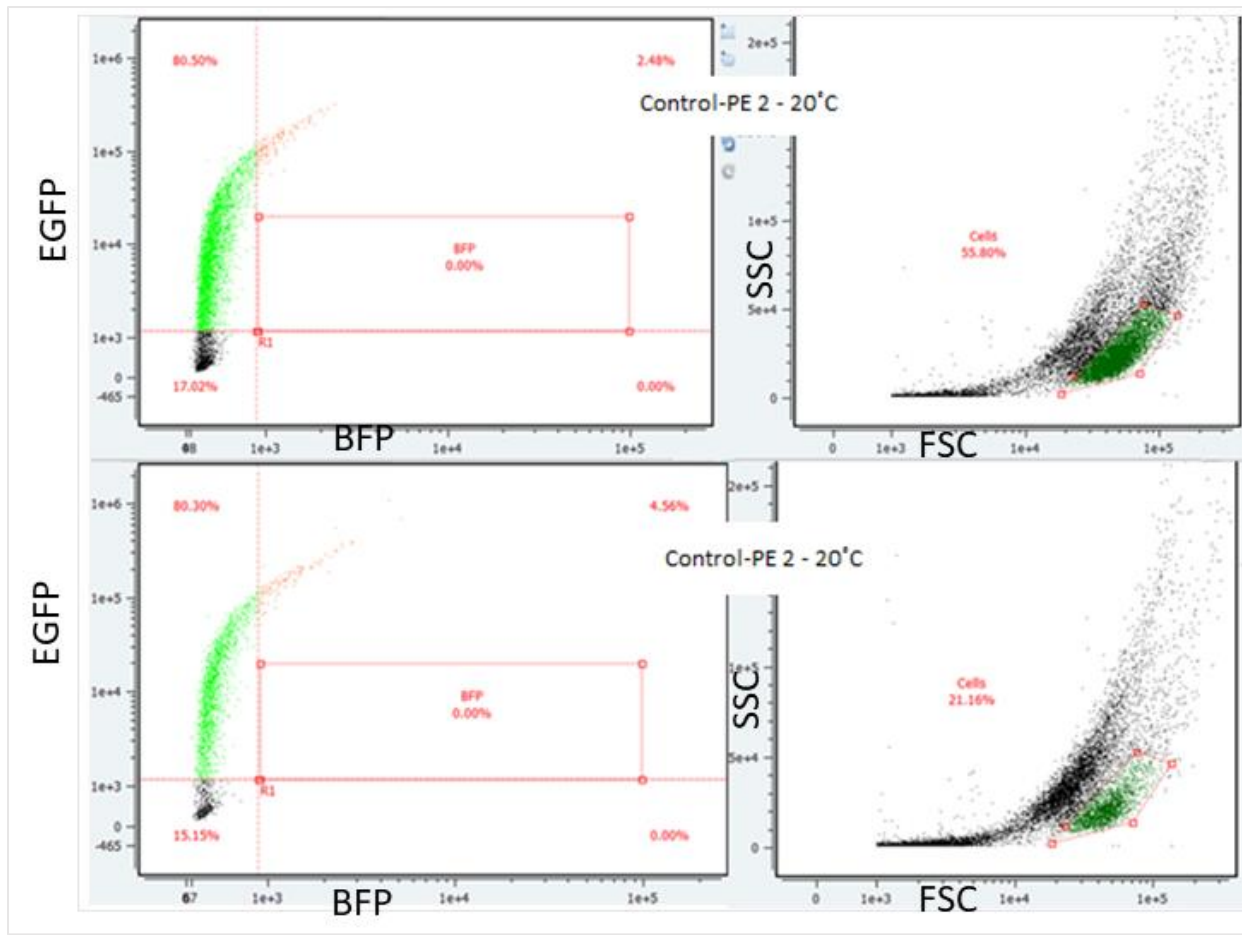 1e+6
80.50%
2.48%
1e+5
EGFP
1e+4
BFP
0.00%
1e+3
R1
0
-465
17.02%
0.00%
1e+3
BFP
1e+4
1e+5
Control-PE 2 - 20°C
2e+5
1e+5
SSC
Cells
55.80%
5e+4
0
0
1e+3
1e+4
FSC
1e+5
1e+6
80.30%
4.56%
1e+5
EGFP
1e+4
BFP
0.00%
1e+3
R1
0
-465
15.15%
0.00%
67
1e+3
BFP
1e+4
1e+5
Control-PE 2 - 20°C
2e+5
SSC
Cells
21.16%
5e+4
0
0
1e+3
1e+4
FSC
1e+5